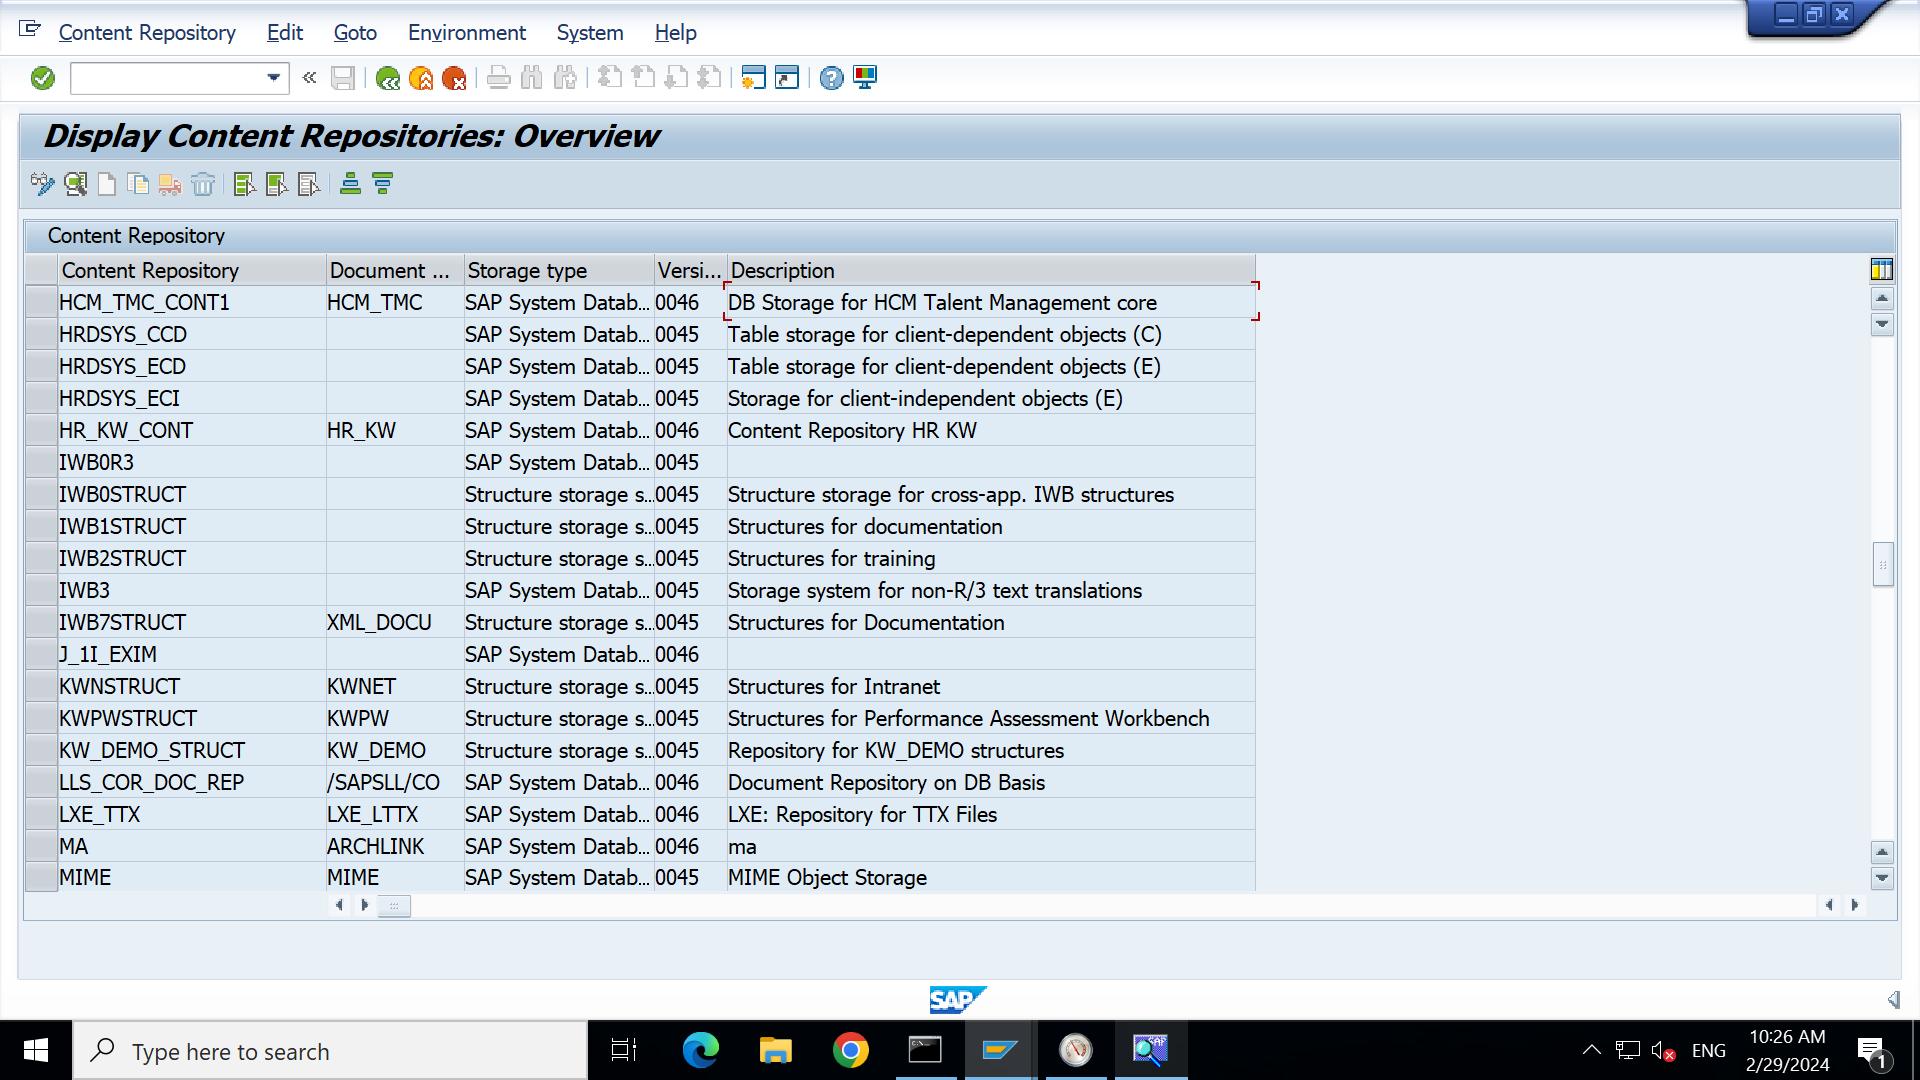 Content Repository Edit Goto Environment System Help
Display Content Repositories: Overview
Content Repository
Content Repository Document ... Storage type Versi... Description
HCM_TMC_CONT1 HCM_TMC SAP System Datab... 0046 DB Storage for HCM Talent Management core
HRDSYS_CCD SAP System Datab... 0045 Table storage for client-dependent objects (C)
HRDSYS_ECD SAP System Datab... 0045 Table storage for client-dependent objects (E)
HRDSYS_ECI SAP System Datab... 0045 Storage for client-independent objects (E)
HR_KW_CONT HR_KW SAP System Datab... 0046 Content Repository HR KW
IWB0R3 SAP System Datab... 0045
IWB0STRUCT Structure storage s... 0045 Structure storage for cross-app. IWB structures
IWB1STRUCT Structure storage s... 0045 Structures for documentation
IWB2STRUCT Structure storage s... 0045 Structures for training
IWB3 SAP System Datab... 0045 Storage system for non-R/3 text translations
IWB7STRUCT XML_DOCU Structure storage s... 0045 Structures for Documentation
J_1I_EXIM SAP System Datab... 0046
KWNSTRUCT KWNET Structure storage s... 0045 Structures for Intranet
KWPWSTRUCT KWPW Structure storage s... 0045 Structures for Performance Assessment Workbench
KW_DEMO_STRUCT KW_DEMO Structure storage s... 0045 Repository for KW_DEMO structures
LLS_COR_DOC_REP /SAPSLL/CO SAP System Datab... 0046 Document Repository on DB Basis
LXE_TTX LXE_LTTX SAP System Datab... 0046 LXE: Repository for TTX Files
MA ARCHLINK SAP System Datab... 0046 ma
MIME MIME SAP System Datab... 0045 MIME Object Storage
SAP
Type here to search
ENG
10:26 AM
2/29/2024
1